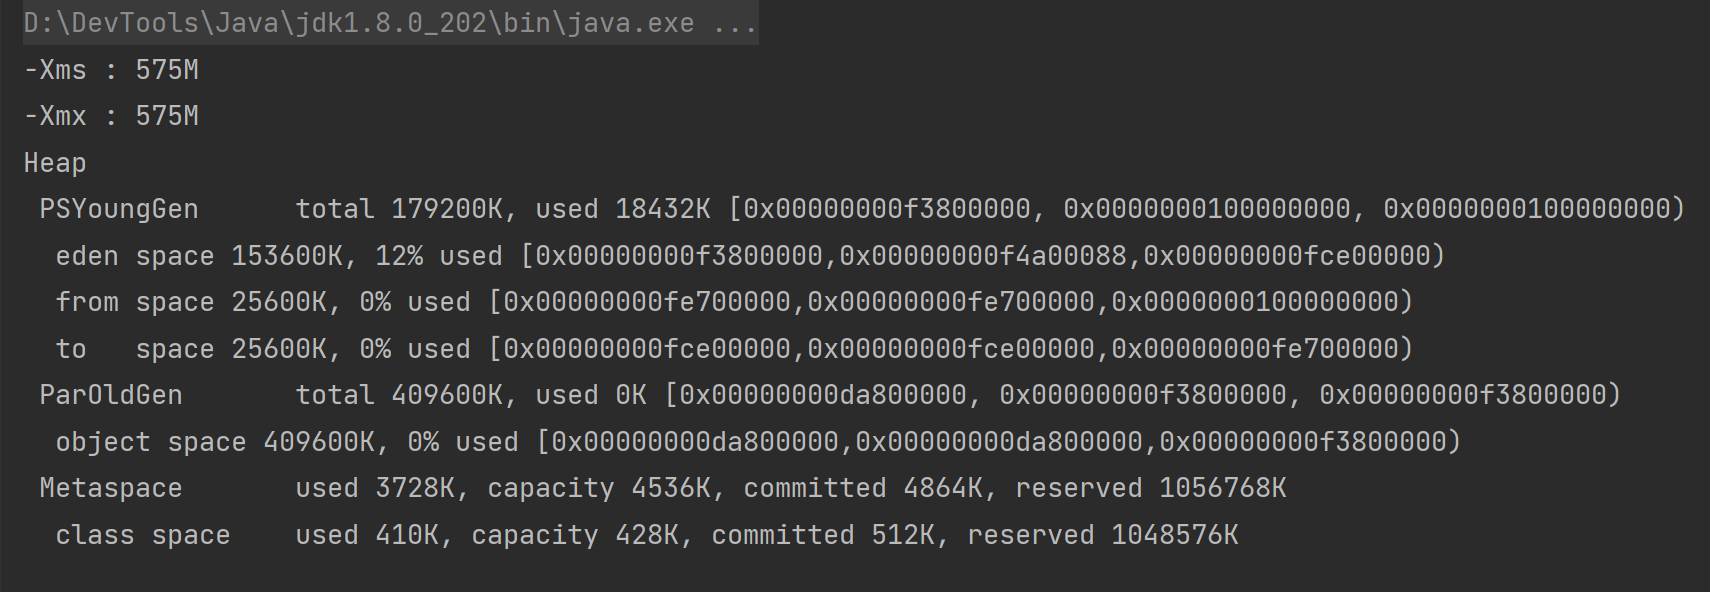 D:\DevTools\Java\jdk1.8.0_202\bin\java.exe ...
-Xms : 575M
-Xmx : 575M
Heap
 PSYoungGen      total 179200K, used 18432K [0x00000000f3800000, 0x0000000100000000, 0x0000000100000000)
  eden space 153600K, 12% used [0x00000000f3800000,0x00000000f4a00088,0x00000000fce00000)
  from space 25600K, 0% used [0x00000000fe700000,0x00000000fe700000,0x0000000100000000)
  to   space 25600K, 0% used [0x00000000fce00000,0x00000000fce00000,0x00000000fe700000)
 ParOldGen       total 409600K, used 0K [0x00000000da800000, 0x00000000f3800000, 0x00000000f3800000)
  object space 409600K, 0% used [0x00000000da800000,0x00000000da800000,0x00000000f3800000)
 Metaspace       used 3728K, capacity 4536K, committed 4864K, reserved 1056768K
  class space    used 410K, capacity 428K, committed 512K, reserved 1048576K